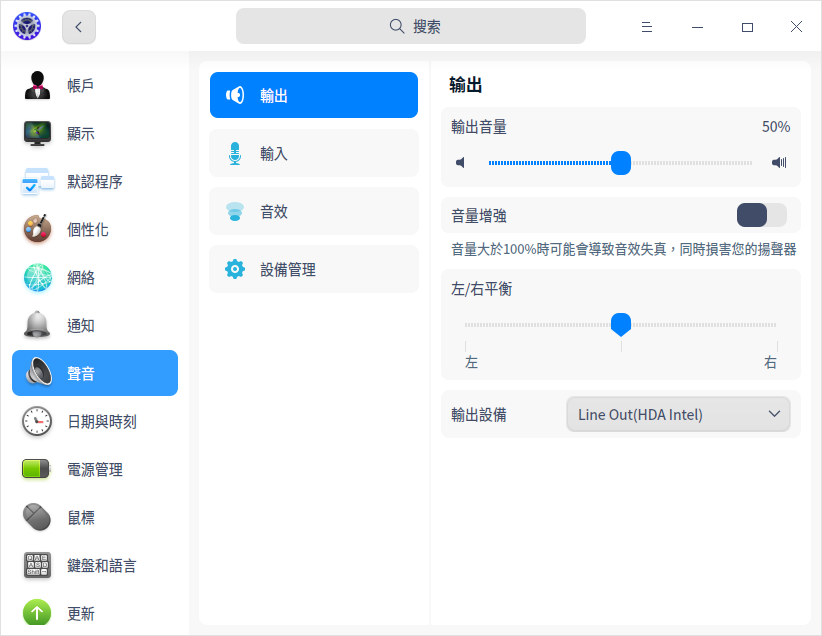 搜索
帳戶
顯示
默認程序
個性化
網絡
通知
聲音
日期與時刻
電源管理
鼠標
鍵盤和語言
更新
輸出
輸入
音效
設備管理
输出
輸出音量
50%
音量增強
音量大於100%時可能會導致音效失真，同時損害您的揚聲器
左/右平衡
左
右
輸出設備
Line Out(HDA Intel)